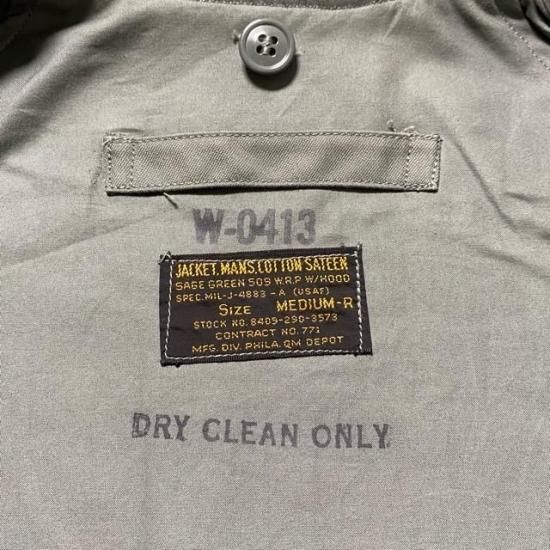 W-0413
JACKET, MANS, COTTON SATEEN
SAGE GREEN 509 W.R.P W/HOOD
SPEC. MIL-J-4883-A (USAF)
SIZE MEDIUM-R
STOCK NO. 8405-290-3573
CONTRACT NO. 771
MFG. DIV. PHILA. QM DEPOT
DRY CLEAN ONLY